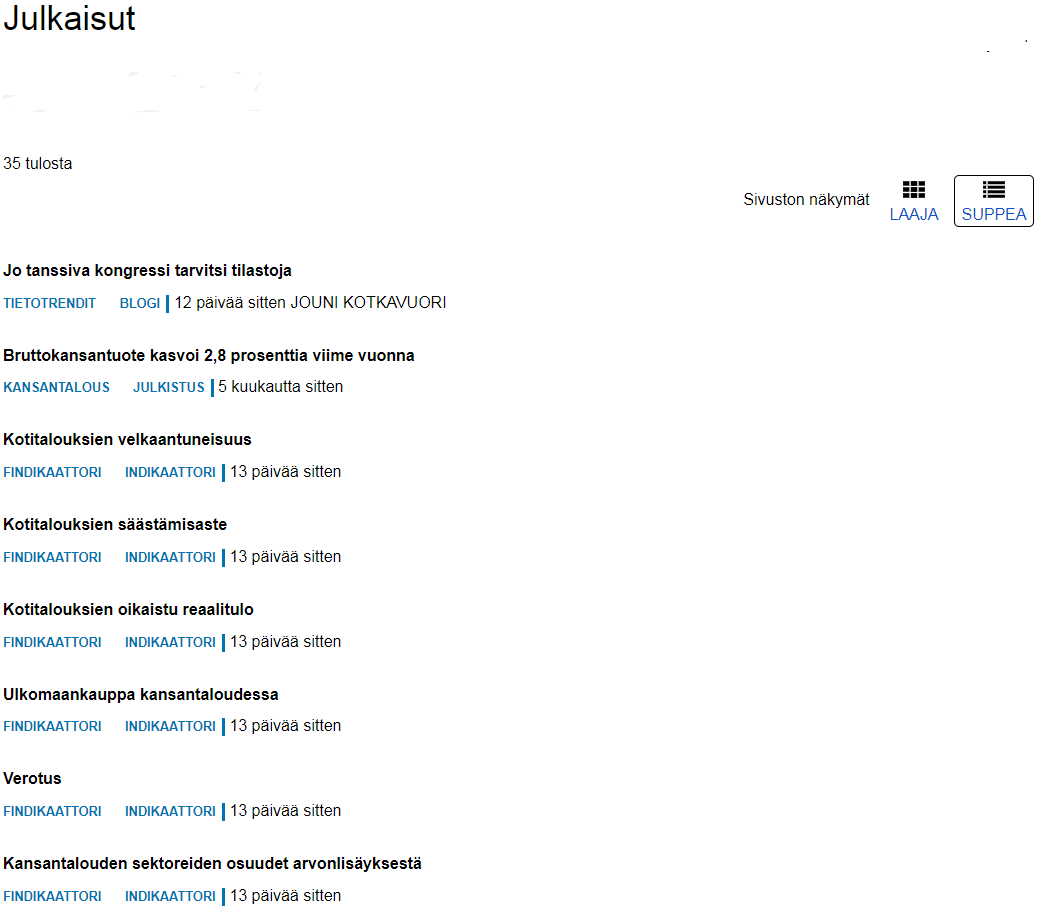 Julkaisut
35 tulosta
Sivuston näkymät
LAAJA
SUPPEA
Jo tanssiva kongressi tarvitsi tilastoja
TIETOTRENDIT BLOGI 12 päivää sitten JOUNI KOTKAVUORI
Bruttokansantuote kasvoi 2,8 prosenttia viime vuonna
KANSANTALOUS JULKISTUS 5 kuukautta sitten
Kotitalouksien velkaantuneisuus
FINDIKAATTORI INDIKAATTORI 13 päivää sitten
Kotitalouksien säästämisaste
FINDIKAATTORI INDIKAATTORI 13 päivää sitten
Kotitalouksien oikaistu reaalitulo
FINDIKAATTORI INDIKAATTORI 13 päivää sitten
Ulkomaankauppa kansantaloudessa
FINDIKAATTORI INDIKAATTORI 13 päivää sitten
Verotus
FINDIKAATTORI INDIKAATTORI 13 päivää sitten
Kansantalouden sektoreiden osuudet arvonlisäyksestä
FINDIKAATTORI INDIKAATTORI 13 päivää sitten